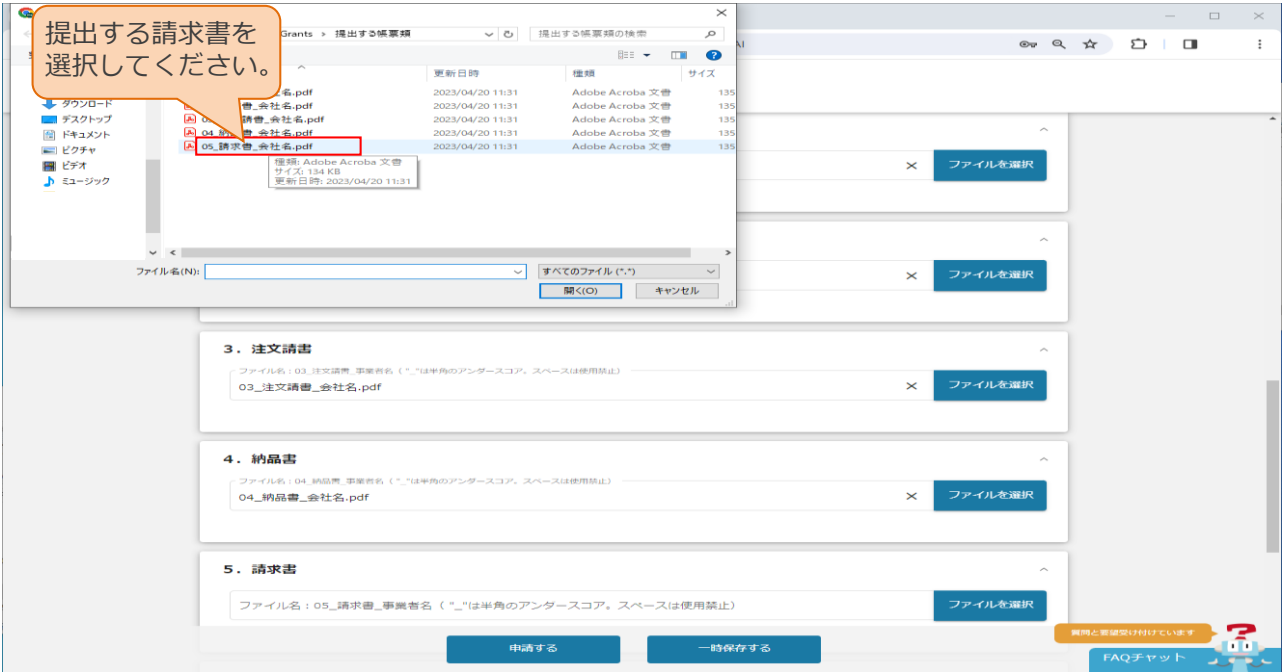 提出する請求書を
選択してください。
Grants › 提出する帳票類
提出する帳票類の検索
更新日時
種類
サイズ
.pdf
2023/04/20 11:31
Adobe Acroba 文書
135
書_会社名.pdf
2023/04/20 11:31
Adobe Acroba 文書
135
請書_会社名.pdf
2023/04/20 11:31
Adobe Acroba 文書
135
04_納品書_会社名.pdf
2023/04/20 11:31
Adobe Acroba 文書
135
05_請求書_会社名.pdf
2023/04/20 11:31
Adobe Acroba 文書
135
ダウンロード
デスクトップ
ドキュメント
ピクチャ
ビデオ
ミュージック
種類: Adobe Acroba 文書
サイズ: 134 KB
更新日時: 2023/04/20 11:31
ファイル名(N):
すべてのファイル (*.*)
開く(O)
キャンセル
ファイルを選択
ファイルを選択
3. 注文請書
ファイル名：03_注文請書_事業者名（ "_"は半角のアンダースコア。スペースは使用禁止）
03_注文請書_会社名.pdf
ファイルを選択
4. 納品書
ファイル名：04_納品書_事業者名（ "_"は半角のアンダースコア。スペースは使用禁止）
04_納品書_会社名.pdf
ファイルを選択
5. 請求書
ファイル名：05_請求書_事業者名（ "_"は半角のアンダースコア。スペースは使用禁止）
ファイルを選択
申請する
一時保存する
質問と要望受け付けています
FAQチャット